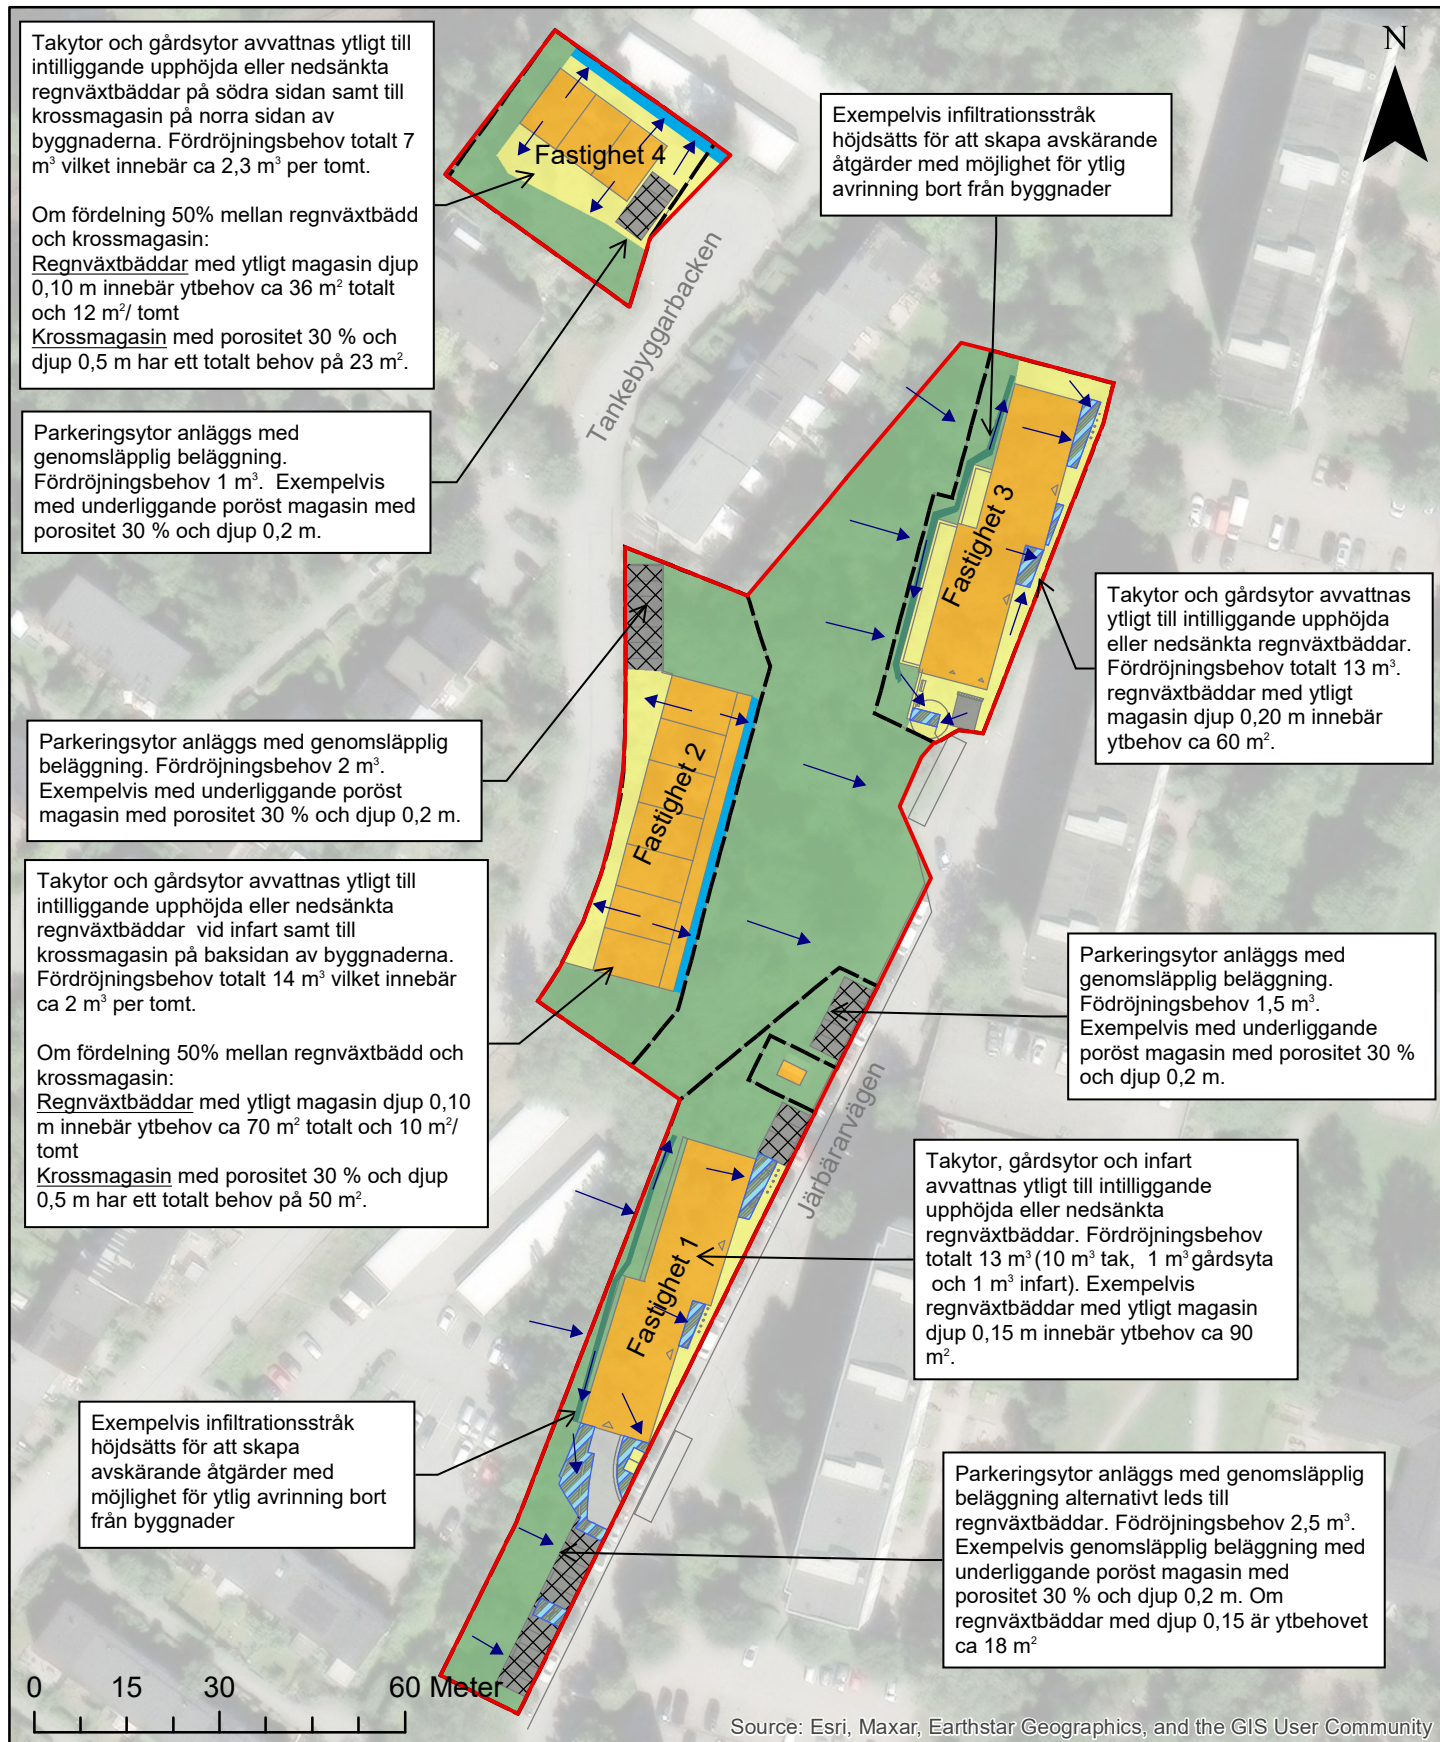 Takytor och gårdsytor avvattnas ytligt till
intilliggande upphöjda eller nedsänkta
regnväxtbäddar på södra sidan samt till
krossmagasin på norra sidan av
byggnaderna. Fördröjningsbehov totalt 7
m³ vilket innebär ca 2,3 m³ per tomt.
Om fördelning 50% mellan regnväxtbädd
och krossmagasin:
Regnväxtbäddar med ytligt magasin djup
0,10 m innebär ytbehov ca 36 m² totalt
och 12 m²/ tomt
Krossmagasin med porositet 30 % och
djup 0,5 m har ett totalt behov på 23 m².
Fastighet 4
Exempelvis infiltrationsstråk
höjdsätts för att skapa avskärande
åtgärder med möjlighet för ytlig
avrinning bort från byggnader
N
Tankebyggarbacken
Parkeringsytor anläggs med
genomsläpplig beläggning.
Fördröjningsbehov 1 m³. Exempelvis
med underliggande poröst magasin med
porositet 30 % och djup 0,2 m.
Fastighet 3
Takytor och gårdsytor avvattnas
ytligt till intilliggande upphöjda
eller nedsänkta regnväxtbäddar.
Fördröjningsbehov totalt 13 m³.
regnväxtbäddar med ytligt
magasin djup 0,20 m innebär
ytbehov ca 60 m².
Parkeringsytor anläggs med genomsläpplig
beläggning. Fördröjningsbehov 2 m³.
Exempelvis med underliggande poröst
magasin med porositet 30 % och djup 0,2 m.
Fastighet 2
Takytor och gårdsytor avvattnas ytligt till
intilliggande upphöjda eller nedsänkta
regnväxtbäddar vid infart samt till
krossmagasin på baksidan av byggnaderna.
Fördröjningsbehov totalt 14 m³ vilket innebär
ca 2 m³ per tomt.
Om fördelning 50% mellan regnväxtbädd och
krossmagasin:
Regnväxtbäddar med ytligt magasin djup 0,10
m innebär ytbehov ca 70 m² totalt och 10 m²/
tomt
Krossmagasin med porositet 30 % och djup
0,5 m har ett totalt behov på 50 m².
Parkeringsytor anläggs med
genomsläpplig beläggning.
Födröjningsbehov 1,5 m³.
Exempelvis med underliggande
poröst magasin med porositet 30 %
och djup 0,2 m.
Järbärarvägen
Fastighet 1
Takytor, gårdsytor och infart
avvattnas ytligt till intilliggande
upphöjda eller nedsänkta
regnväxtbäddar. Fördröjningsbehov
totalt 13 m³ (10 m³ tak, 1 m³ gårdsyta
och 1 m³ infart). Exempelvis
regnväxtbäddar med ytligt magasin
djup 0,15 m innebär ytbehov ca 90
m².
Exempelvis infiltrationsstråk
höjdsätts för att skapa
avskärande åtgärder med
möjlighet för ytlig avrinning bort
från byggnader
Parkeringsytor anläggs med genomsläpplig
beläggning alternativt leds till
regnväxtbäddar. Födröjningsbehov 2,5 m³.
Exempelvis genomsläpplig beläggning med
underliggande poröst magasin med
porositet 30 % och djup 0,2 m. Om
regnväxtbäddar med djup 0,15 är ytbehovet
ca 18 m²
0 15 30 60 Meter
Source: Esri, Maxar, Earthstar Geographics, and the GIS User Community